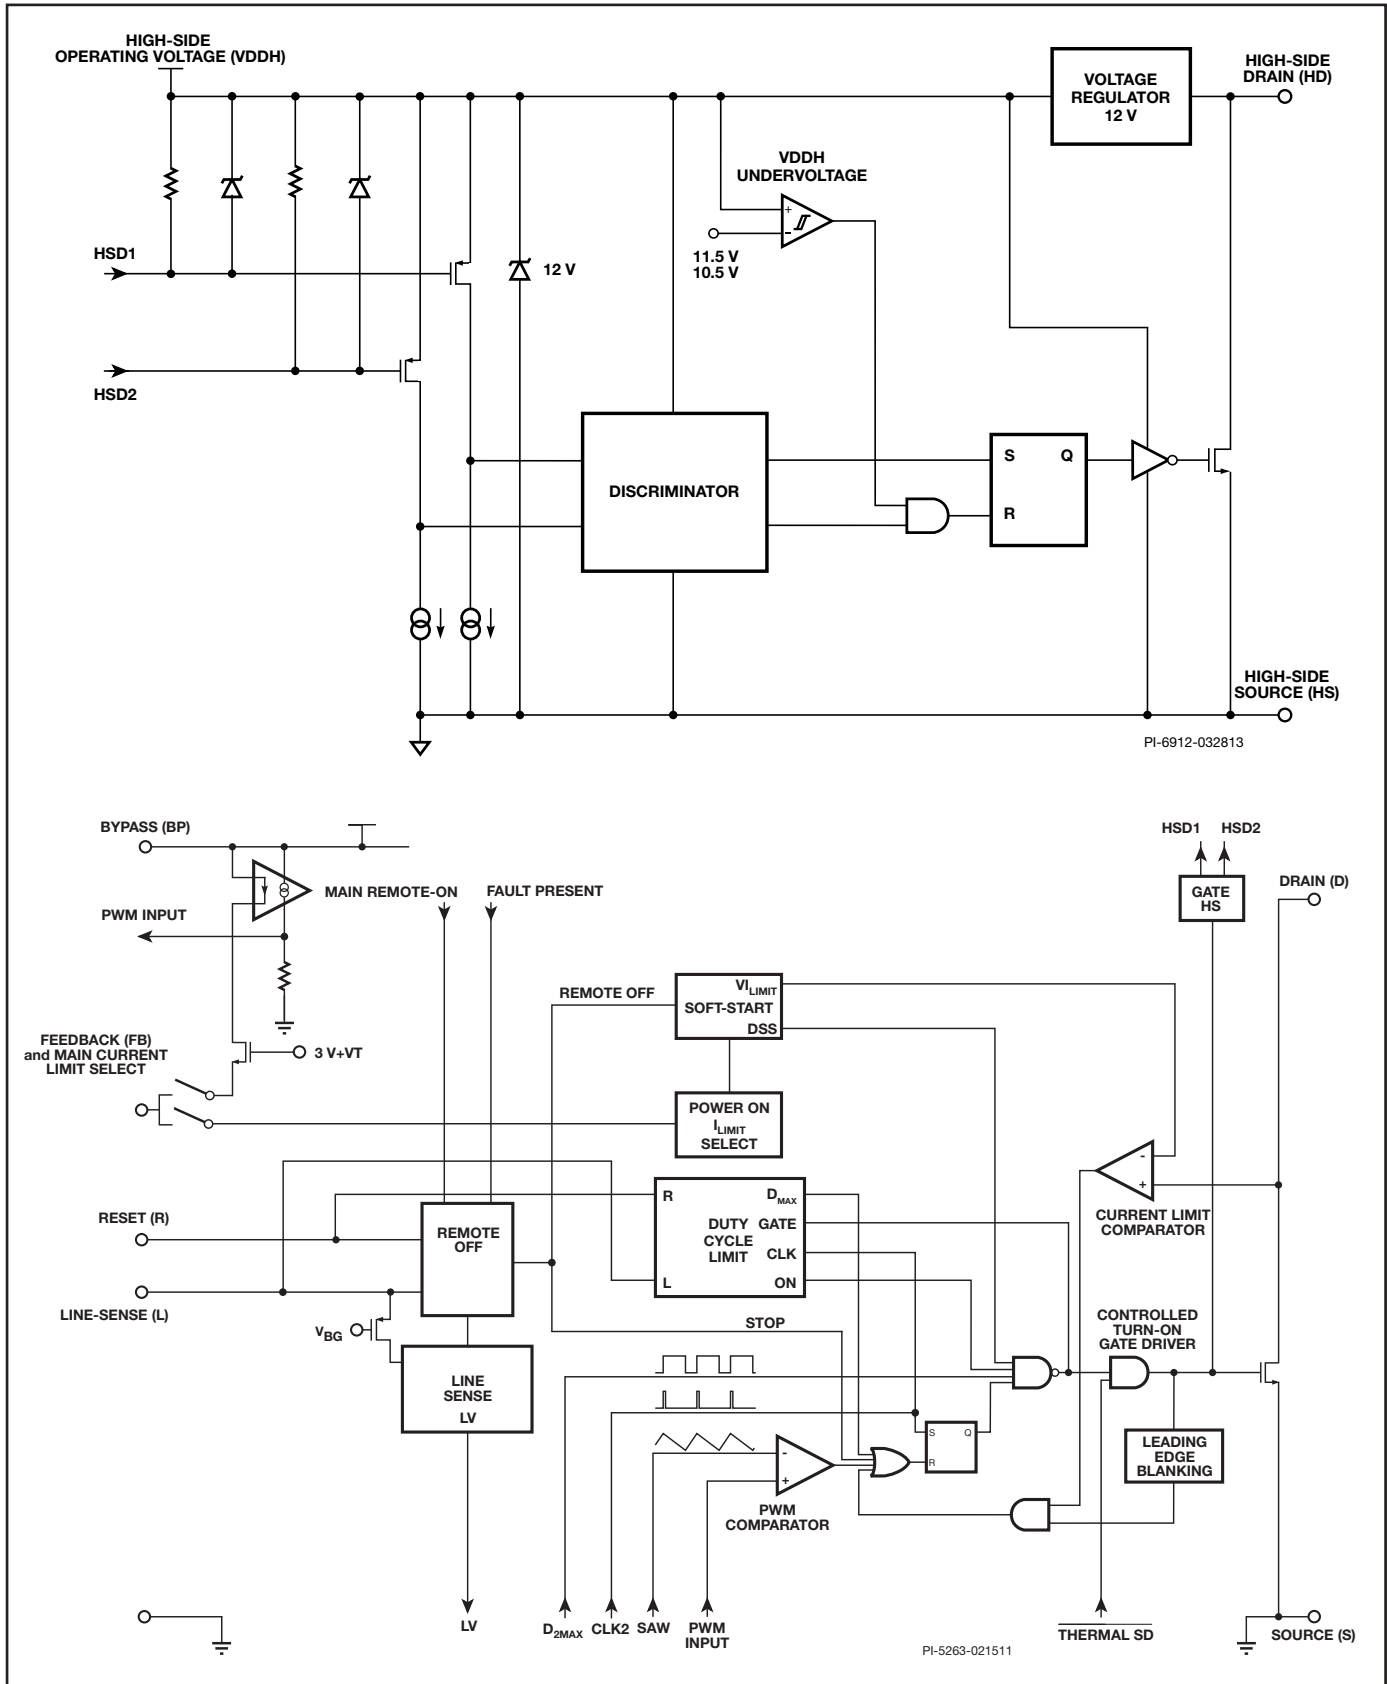 HIGH-SIDE
OPERATING VOLTAGE (VDDH)
VOLTAGE
REGULATOR
12 V
HIGH-SIDE
DRAIN (HD)
VDDH
UNDERVOLTAGE
+
-
11.5 V
10.5 V
HSD1
12 V
HSD2
DISCRIMINATOR
S
Q
R
HIGH-SIDE
SOURCE (HS)
PI-6912-032813
BYPASS (BP)
HSD1
HSD2
MAIN REMOTE-ON
FAULT PRESENT
DRAIN (D)
GATE
HS
PWM INPUT
REMOTE OFF
VI_LIMIT
SOFT-START
DSS
FEEDBACK (FB)
and MAIN CURRENT
LIMIT SELECT
3 V+VT
POWER ON
I_LIMIT
SELECT
-
+
CURRENT LIMIT
COMPARATOR
RESET (R)
REMOTE
OFF
R
D_MAX
DUTY
CYCLE
LIMIT
GATE
CLK
L
ON
LINE-SENSE (L)
V_BG
STOP
CONTROLLED
TURN-ON
GATE DRIVER
LINE
SENSE
LV
S
Q
R
LEADING
EDGE
BLANKING
-
+
PWM
COMPARATOR
LV
D_2MAX
CLK2
SAW
PWM
INPUT
THERMAL SD
SOURCE (S)
PI-5263-021511